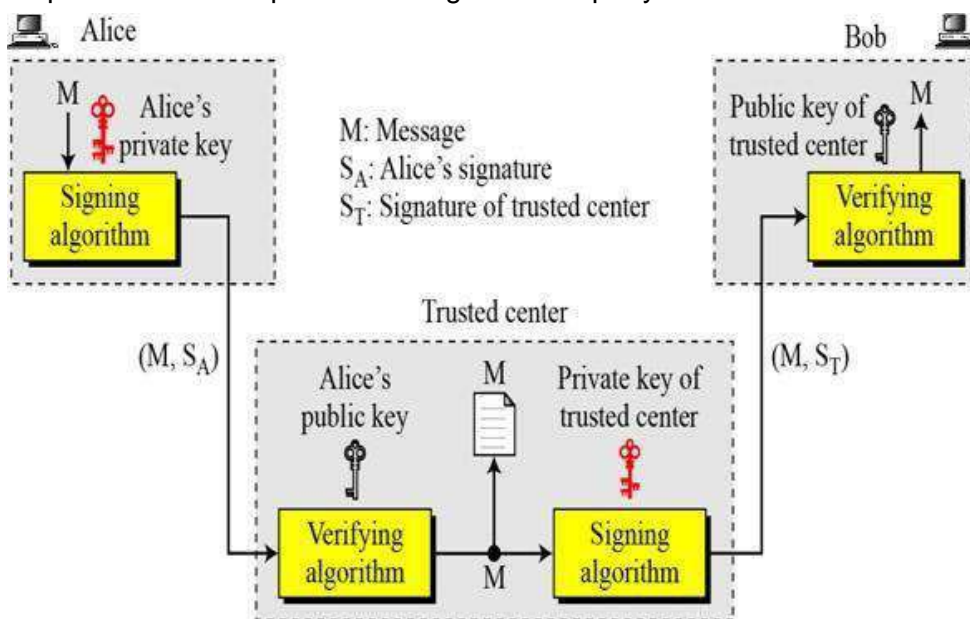 Alice
Bob
M
Alice's
private key
Signing
algorithm
M: Message
S_A: Alice's signature
S_T: Signature of trusted center
Public key of
trusted center
M
Verifying
algorithm
Trusted center
(M, S_A)
(M, S_T)
Alice's
public key
M
Private key of
trusted center
Verifying
algorithm
M
Signing
algorithm